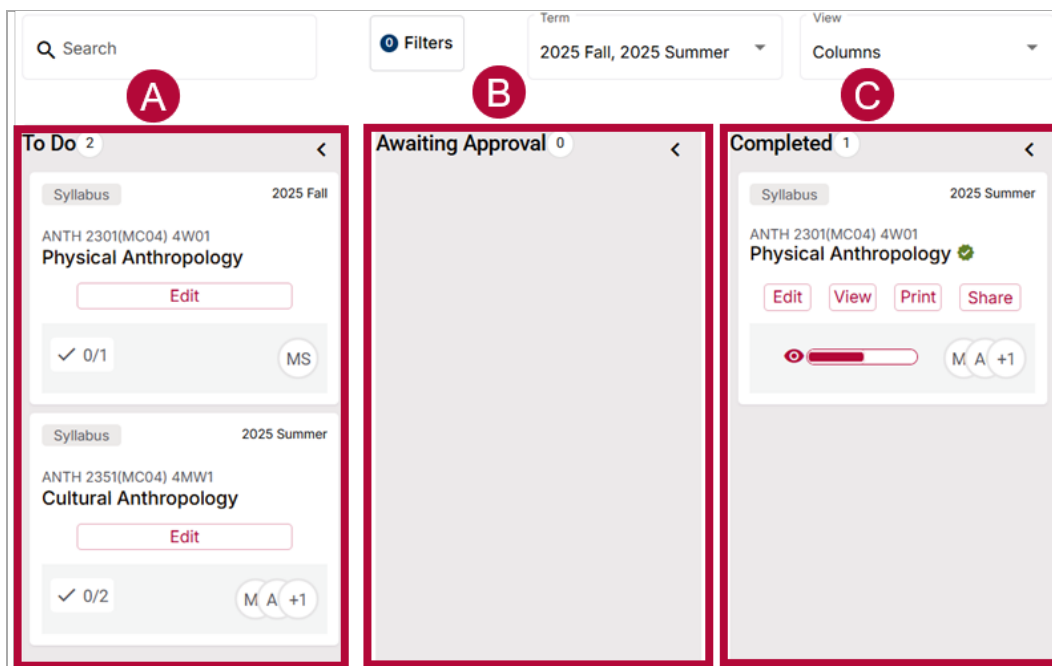 Search
0 Filters
Term
2025 Fall, 2025 Summer
View
Columns
A
B
C
To Do 2
Syllabus
2025 Fall
ANTH 2301(MC04) 4W01
Physical Anthropology
Edit
0/1
MS
Syllabus
2025 Summer
ANTH 2351(MC04) 4MW1
Cultural Anthropology
Edit
0/2
M A +1
Awaiting Approval 0
Completed 1
Syllabus
2025 Summer
ANTH 2301(MC04) 4W01
Physical Anthropology
Edit View Print Share
M A +1